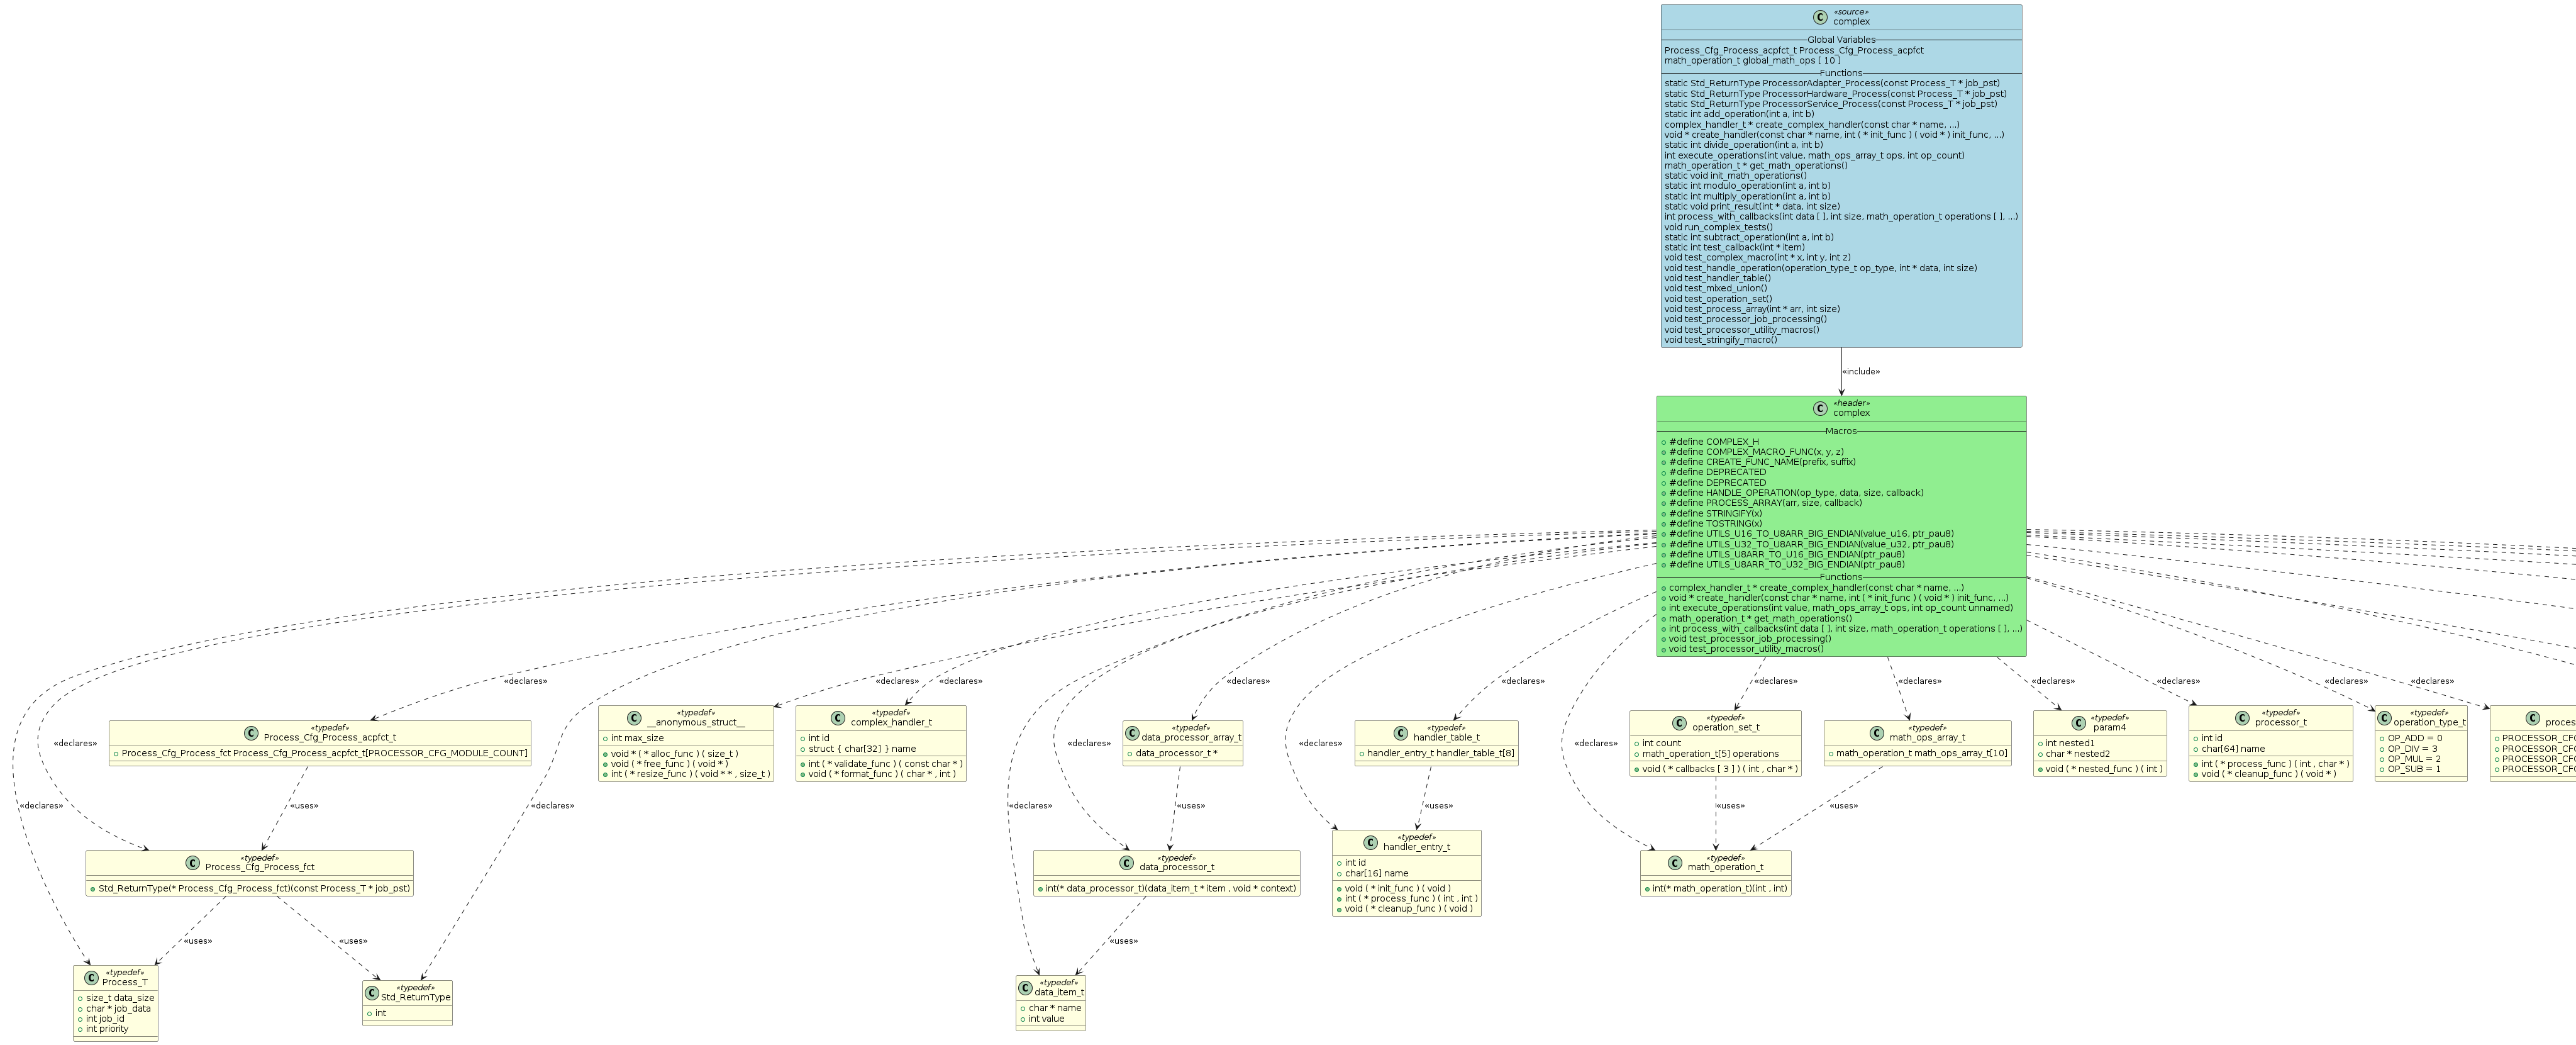 C «source»
complex
Global Variables
Process_Cfg_Process_acpfct_t Process_Cfg_Process_acpfct
math_operation_t global_math_ops [ 10 ]
Functions
static Std_ReturnType ProcessorAdapter_Process(const Process_T * job_pst)
static Std_ReturnType ProcessorHardware_Process(const Process_T * job_pst)
static Std_ReturnType ProcessorService_Process(const Process_T * job_pst)
static int add_operation(int a, int b)
complex_handler_t * create_complex_handler(const char * name, ...)
void * create_handler(const char * name, int ( * init_func ) ( void * ) init_func, ...)
static int divide_operation(int a, int b)
int execute_operations(int value, math_ops_array_t ops, int op_count)
math_operation_t * get_math_operations()
static void init_math_operations()
static int modulo_operation(int a, int b)
static int multiply_operation(int a, int b)
static void print_result(int * data, int size)
int process_with_callbacks(int data [ ], int size, math_operation_t operations [ ], ...)
void run_complex_tests()
static int subtract_operation(int a, int b)
static int test_callback(int * item)
void test_complex_macro(int * x, int y, int z)
void test_handle_operation(operation_type_t op_type, int * data, int size)
void test_handler_table()
void test_mixed_union()
void test_operation_set()
void test_process_array(int * arr, int size)
void test_processor_job_processing()
void test_processor_utility_macros()
void test_stringify_macro()
«include»
C «header»
complex
Macros
#define COMPLEX_H
#define COMPLEX_MACRO_FUNC(x, y, z)
#define CREATE_FUNC_NAME(prefix, suffix)
#define DEPRECATED
#define DEPRECATED
#define HANDLE_OPERATION(op_type, data, size, callback)
#define PROCESS_ARRAY(arr, size, callback)
#define STRINGIFY(x)
#define TOSTRING(x)
#define UTILS_U16_TO_U8ARR_BIG_ENDIAN(value_u16, ptr_pau8)
#define UTILS_U32_TO_U8ARR_BIG_ENDIAN(value_u32, ptr_pau8)
#define UTILS_U8ARR_TO_U16_BIG_ENDIAN(ptr_pau8)
#define UTILS_U8ARR_TO_U32_BIG_ENDIAN(ptr_pau8)
Functions
complex_handler_t * create_complex_handler(const char * name, ...)
void * create_handler(const char * name, int ( * init_func ) ( void * ) init_func, ...)
int execute_operations(int value, math_ops_array_t ops, int op_count unnamed)
math_operation_t * get_math_operations()
int process_with_callbacks(int data [ ], int size, math_operation_t operations [ ], ...)
void test_processor_job_processing()
void test_processor_utility_macros()
«declares»
«declares»
«declares»
«declares»
«declares»
«declares»
«declares»
«declares»
«declares»
«declares»
«declares»
C «typedef»
Process_Cfg_Process_acpfct_t
Process_Cfg_Process_fct Process_Cfg_Process_acpfct_t[PROCESSOR_CFG_MODULE_COUNT]
C «typedef»
__anonymous_struct__
int max_size
void * ( * alloc_func ) ( size_t )
void ( * free_func ) ( void * )
int ( * resize_func ) ( void * * , size_t )
C «typedef»
complex_handler_t
int id
struct { char[32] } name
int ( * validate_func ) ( const char * )
void ( * format_func ) ( char * , int )
C «typedef»
data_processor_array_t
data_processor_t *
C «typedef»
handler_table_t
handler_entry_t handler_table_t[8]
C «typedef»
operation_set_t
int count
math_operation_t[5] operations
void ( * callbacks [ 3 ] ) ( int , char * )
C «typedef»
math_ops_array_t
math_operation_t math_ops_array_t[10]
C «typedef»
param4
int nested1
char * nested2
void ( * nested_func ) ( int )
C «typedef»
processor_t
int id
char[64] name
int ( * process_func ) ( int , char * )
void ( * cleanup_func ) ( void * )
C «typedef»
operation_type_t
OP_ADD = 0
OP_DIV = 3
OP_MUL = 2
OP_SUB = 1
C
proces
PROCESSOR_CFG
PROCESSOR_CFG
PROCESSOR_CFG
PROCESSOR_CFG
«declares»
«declares»
«declares»
«declares»
«declares»
«uses»
«declares»
«declares»
«uses»
«uses»
«uses»
«uses»
C «typedef»
Process_Cfg_Process_fct
Std_ReturnType(* Process_Cfg_Process_fct)(const Process_T * job_pst)
C «typedef»
data_processor_t
int(* data_processor_t)(data_item_t * item , void * context)
C «typedef»
handler_entry_t
int id
char[16] name
void ( * init_func ) ( void )
int ( * process_func ) ( int , int )
void ( * cleanup_func ) ( void )
C «typedef»
math_operation_t
int(* math_operation_t)(int , int)
«uses»
«uses»
«uses»
C «typedef»
Process_T
size_t data_size
char * job_data
int job_id
int priority
C «typedef»
Std_ReturnType
int
C «typedef»
data_item_t
char * name
int value